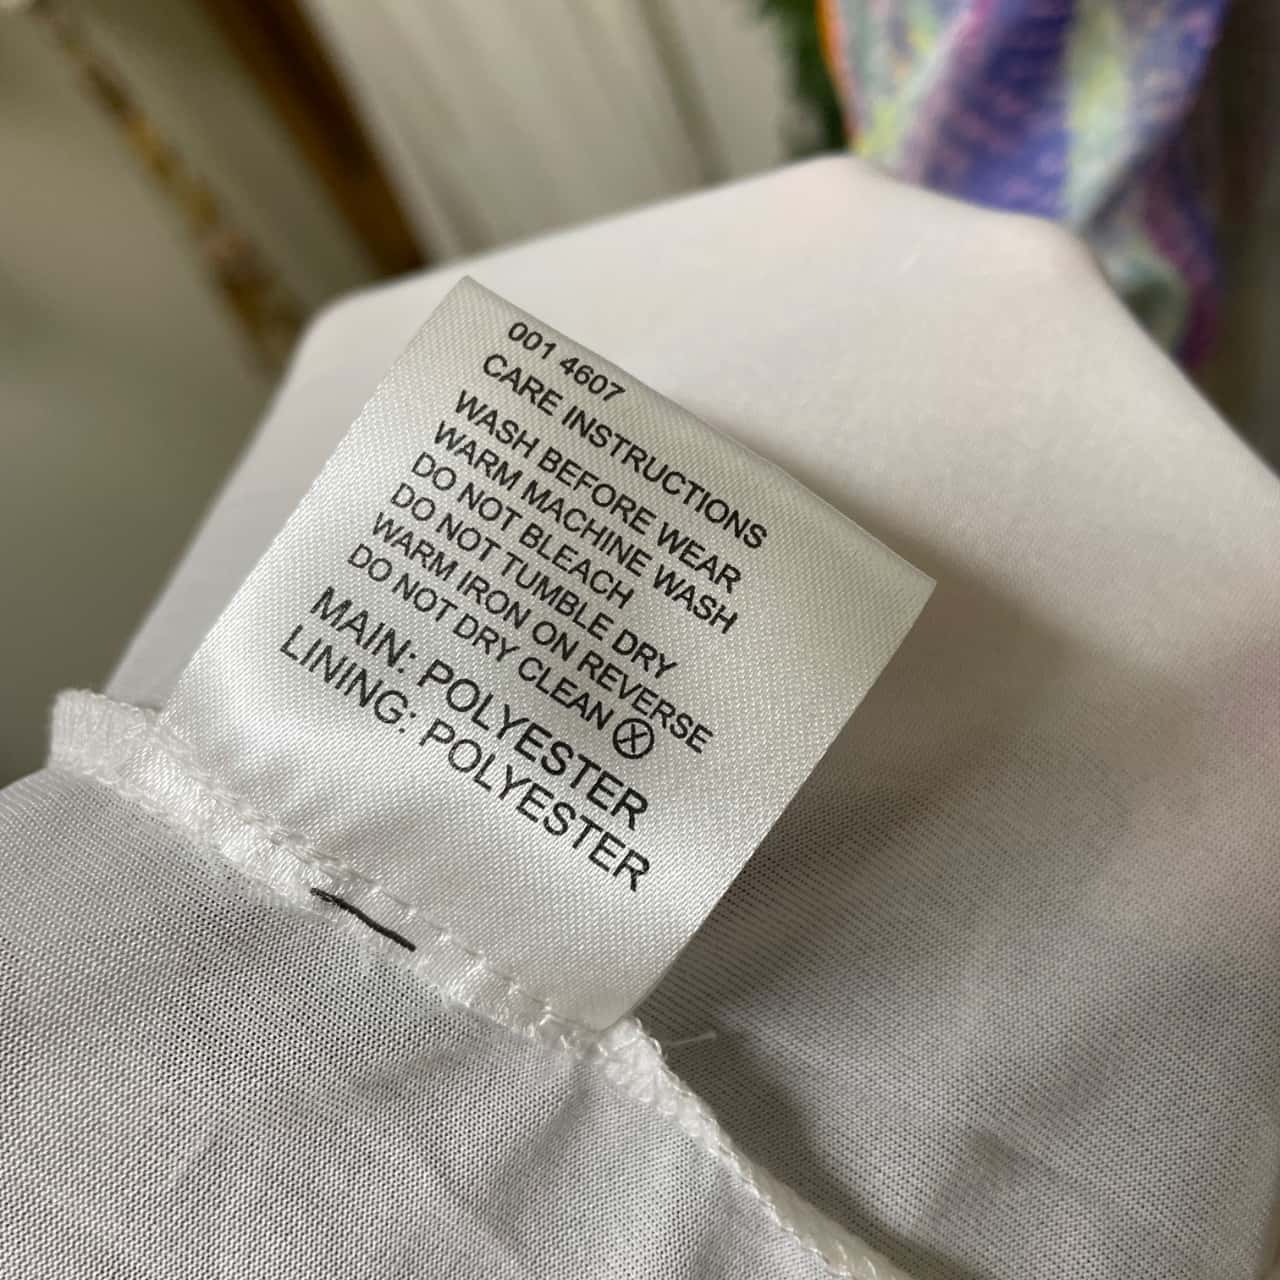 001 4607
CARE INSTRUCTIONS
WASH BEFORE WEAR
WARM MACHINE WASH
DO NOT BLEACH
DO NOT TUMBLE DRY
WARM IRON ON REVERSE
DO NOT DRY CLEAN Ⓧ
MAIN: POLYESTER
LINING: POLYESTER